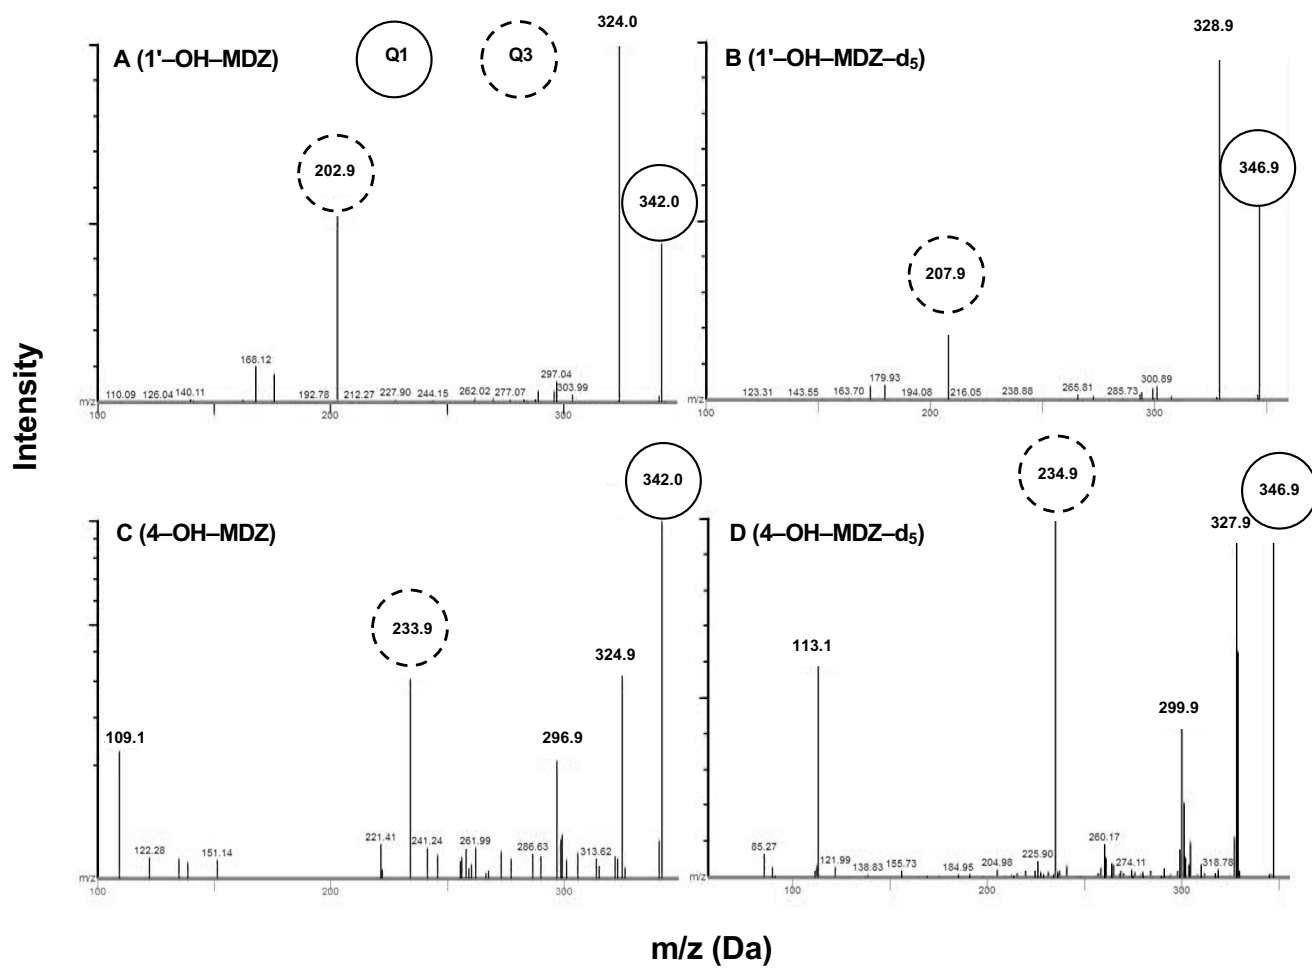 324.0
328.9
A (1'–OH–MDZ)
Q1
Q3
B (1'–OH–MDZ–d5)
202.9
342.0
346.9
207.9
168.12
297.04
110.09 126.04 140.11 192.78 212.27 227.90 244.15 262.02 277.07 303.99
m/z
100 200 300
179.93
300.89
123.31 143.55 163.70 194.08 216.05 238.88 265.81 285.73
m/z
100 200 300
Intensity
342.0
234.9
346.9
C (4–OH–MDZ)
D (4–OH–MDZ–d5)
327.9
233.9
324.9
113.1
109.1
296.9
299.9
221.41 241.24 261.99
122.28 151.14 286.63 313.62
m/z
100 200 300
260.17
85.27 121.99 138.83 155.73 184.95 204.98 225.90 274.11 318.78
m/z
100 200 300
m/z (Da)